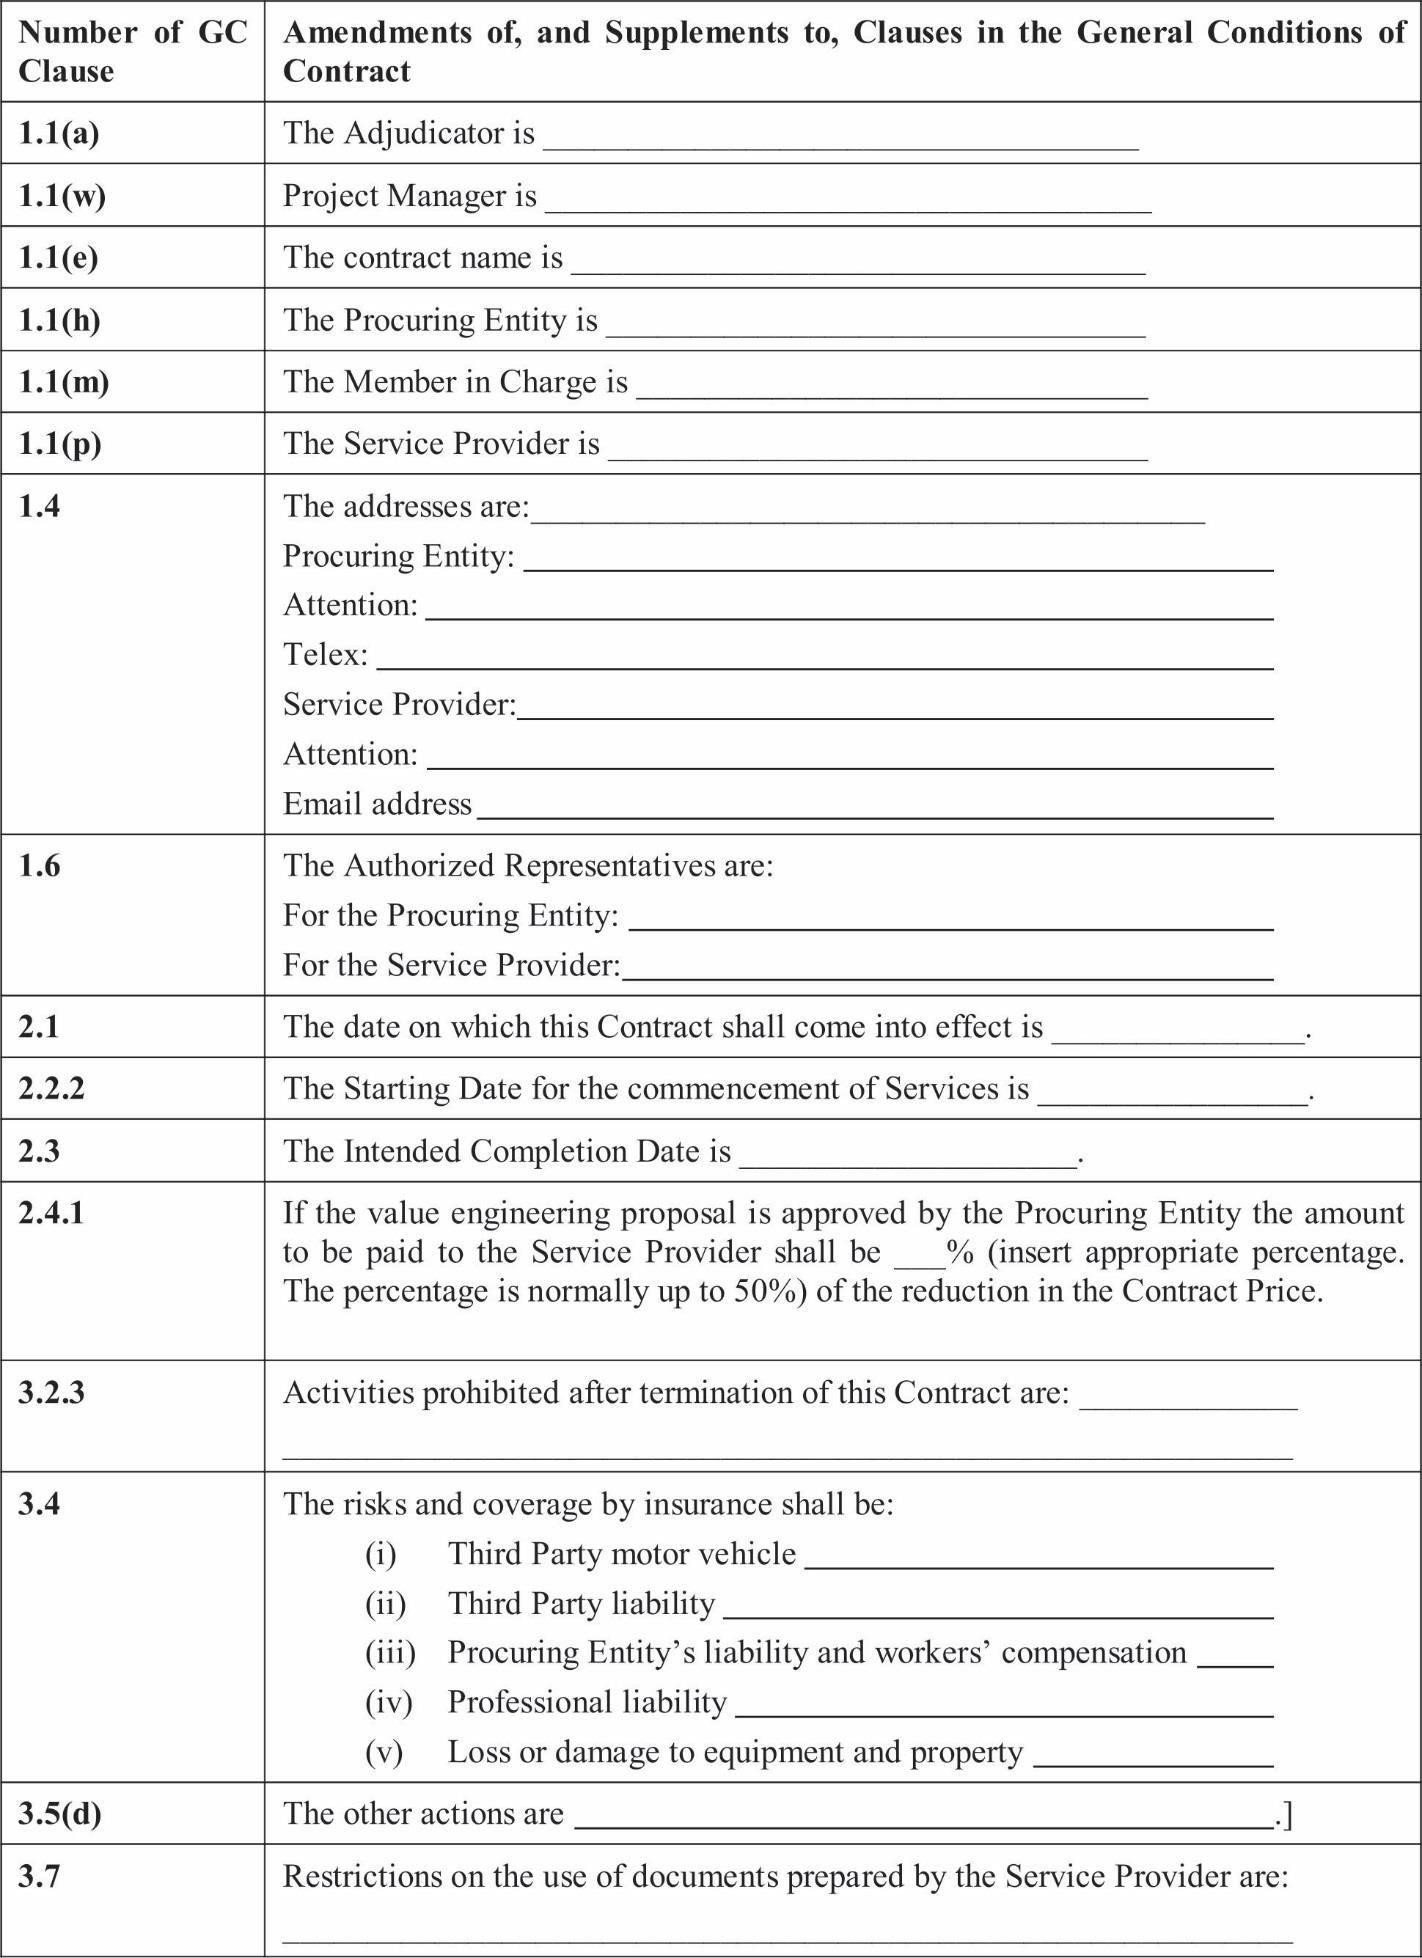 Number of GC Clause | Amendments of, and Supplements to, Clauses in the General Conditions of Contract
1.1(a) The Adjudicator is ___________________________________
1.1(w) Project Manager is ____________________________________
1.1(e) The contract name is __________________________________
1.1(h) The Procuring Entity is ________________________________
1.1(m) The Member in Charge is ______________________________
1.1(p) The Service Provider is ________________________________
1.4 The addresses are:________________________________________
Procuring Entity: ____________________________________________
Attention: __________________________________________________
Telex: _____________________________________________________
Service Provider:____________________________________________
Attention: __________________________________________________
Email address _______________________________________________
1.6 The Authorized Representatives are:
For the Procuring Entity: ______________________________________
For the Service Provider:______________________________________
2.1 The date on which this Contract shall come into effect is _______________.
2.2.2 The Starting Date for the commencement of Services is ________________.
2.3 The Intended Completion Date is ____________________.
2.4.1 If the value engineering proposal is approved by the Procuring Entity the amount
to be paid to the Service Provider shall be ___% (insert appropriate percentage.
The percentage is normally up to 50%) of the reduction in the Contract Price.
3.2.3 Activities prohibited after termination of this Contract are: _____________
____________________________________________________________
3.4 The risks and coverage by insurance shall be:
(i) Third Party motor vehicle ____________________________
(ii) Third Party liability _________________________________
(iii) Procuring Entity’s liability and workers’ compensation _____
(iv) Professional liability ________________________________
(v) Loss or damage to equipment and property ______________
3.5(d) The other actions are __________________________________________.]
3.7 Restrictions on the use of documents prepared by the Service Provider are:
____________________________________________________________